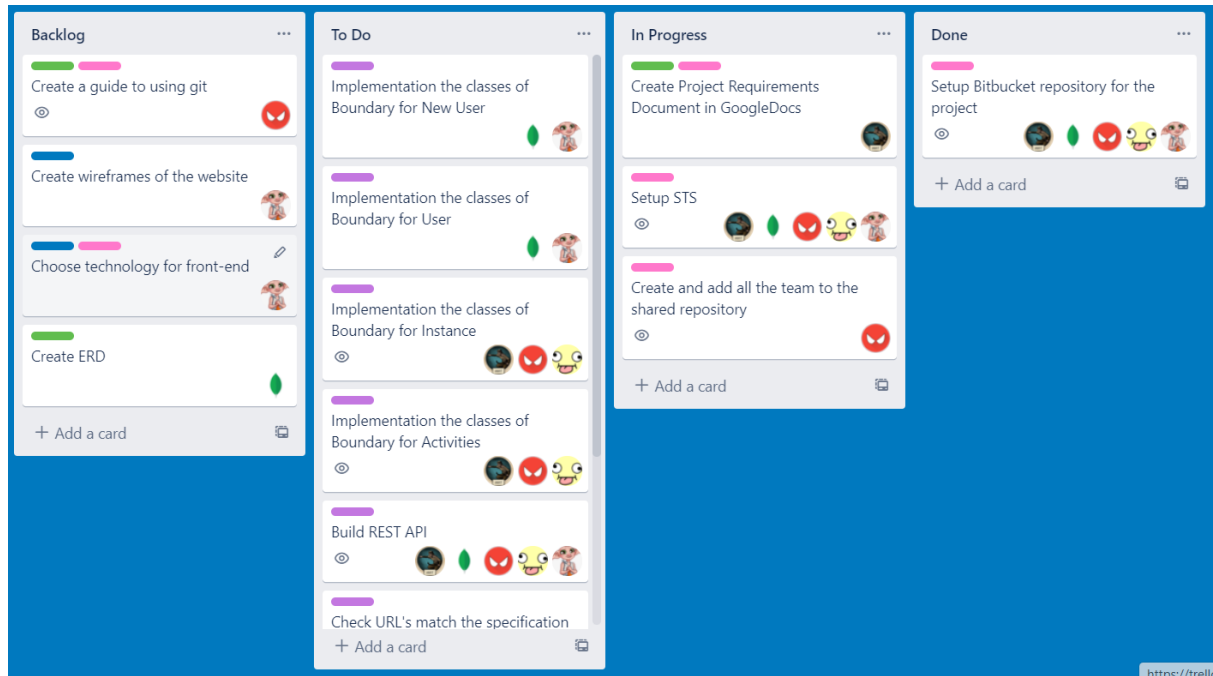 Backlog
Create a guide to using git
Create wireframes of the website
Choose technology for front-end
Create ERD
+ Add a card
To Do
Implementation the classes of
Boundary for New User
Implementation the classes of
Boundary for User
Implementation the classes of
Boundary for Instance
Implementation the classes of
Boundary for Activities
Build REST API
Check URL's match the specification
+ Add a card
In Progress
Create Project Requirements
Document in GoogleDocs
Setup STS
Create and add all the team to the
shared repository
+ Add a card
Done
Setup Bitbucket repository for the
project
+ Add a card
https://trell